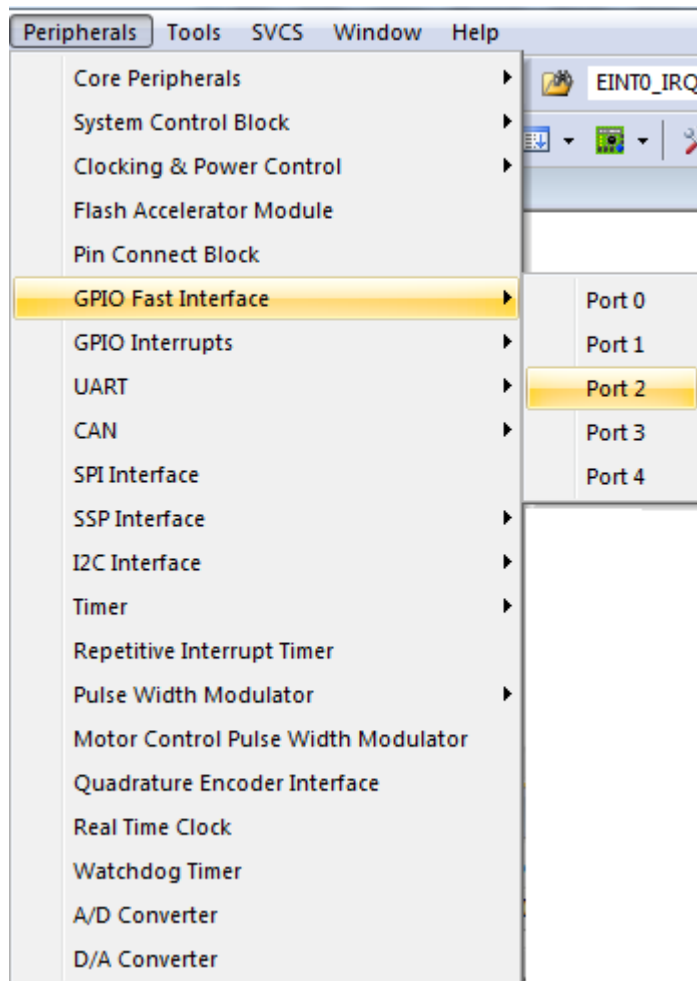 Peripherals Tools SVCS Window Help
Core Peripherals
EINT0_IRQ
System Control Block
Clocking & Power Control
Flash Accelerator Module
Pin Connect Block
GPIO Fast Interface
Port 0
GPIO Interrupts
Port 1
UART
Port 2
CAN
Port 3
SPI Interface
Port 4
SSP Interface
I2C Interface
Timer
Repetitive Interrupt Timer
Pulse Width Modulator
Motor Control Pulse Width Modulator
Quadrature Encoder Interface
Real Time Clock
Watchdog Timer
A/D Converter
D/A Converter